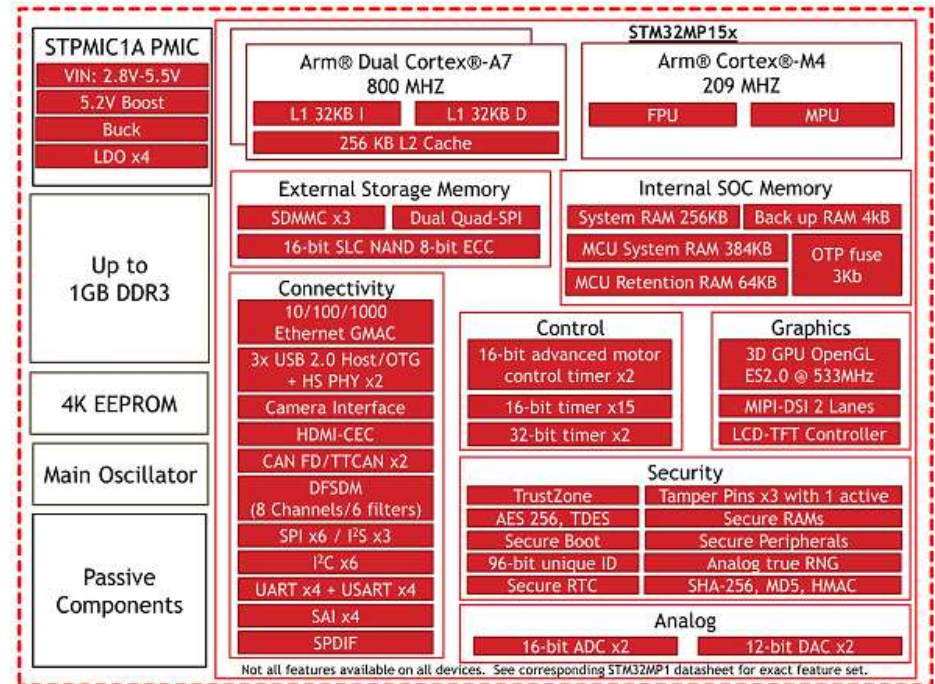 STPMIC1A PMIC
VIN: 2.8V-5.5V
5.2V Boost
Buck
LDO x4
Up to
1GB DDR3
4K EEPROM
Main Oscillator
Passive
Components
STM32MP15x
Arm® Dual Cortex®-A7
800 MHZ
L1 32KB I
L1 32KB D
256 KB L2 Cache
Arm® Cortex®-M4
209 MHZ
FPU
MPU
External Storage Memory
SDMMC x3
Dual Quad-SPI
16-bit SLC NAND 8-bit ECC
Internal SOC Memory
System RAM 256KB
Back up RAM 4kB
MCU System RAM 384KB
MCU Retention RAM 64KB
OTP fuse
3Kb
Connectivity
10/100/1000
Ethernet GMAC
3x USB 2.0 Host/OTG
+ HS PHY x2
Camera Interface
HDMI-CEC
CAN FD/TTCAN x2
DFSDM
(8 Channels/6 filters)
SPI x6 / I²S x3
I²C x6
UART x4 + USART x4
SAI x4
SPDIF
Control
16-bit advanced motor
control timer x2
16-bit timer x15
32-bit timer x2
Graphics
3D GPU OpenGL
ES2.0 @ 533MHz
MIPI-DSI 2 Lanes
LCD-TFT Controller
Security
TrustZone
AES 256, TDES
Secure Boot
96-bit unique ID
Secure RTC
Tamper Pins x3 with 1 active
Secure RAMs
Secure Peripherals
Analog true RNG
SHA-256, MD5, HMAC
Analog
16-bit ADC x2
12-bit DAC x2
Not all features available on all devices. See corresponding STM32MP1 datasheet for exact feature set.